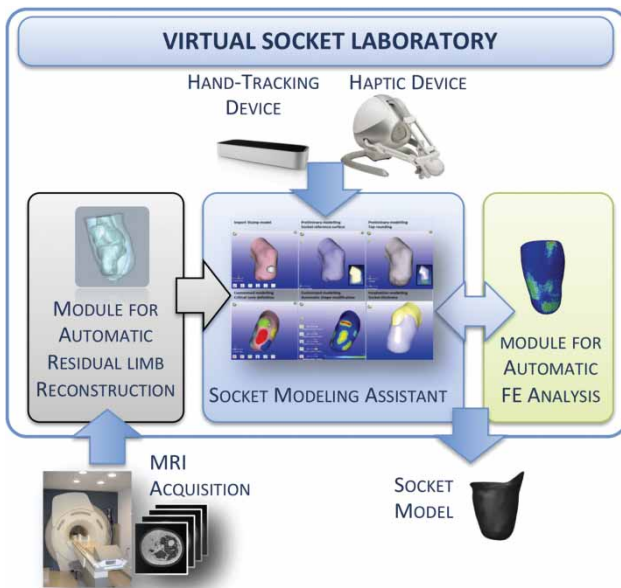 VIRTUAL SOCKET LABORATORY
HAND-TRACKING
DEVICE
HAPTIC DEVICE
MODULE FOR
AUTOMATIC
RESIDUAL LIMB
RECONSTRUCTION
SOCKET MODELING ASSISTANT
MODULE FOR
AUTOMATIC
FE ANALYSIS
MRI
ACQUISITION
SOCKET
MODEL